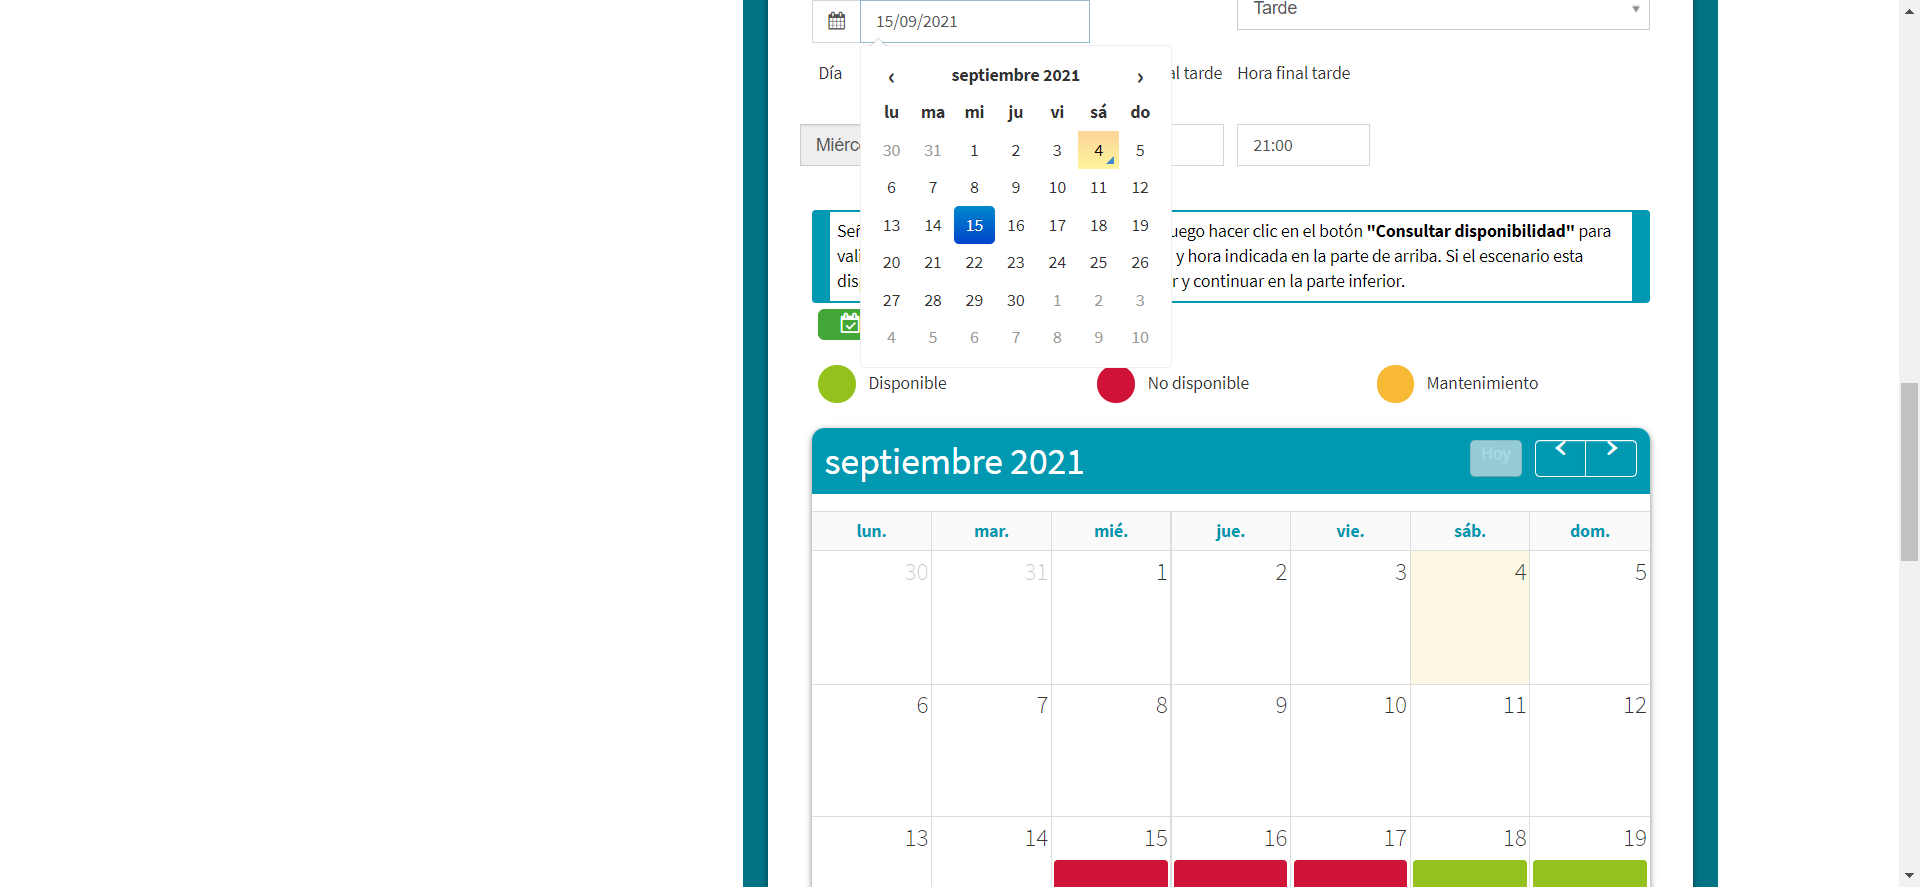 15/09/2021
Tarde
Día
al tarde
Hora final tarde
‹ septiembre 2021 ›
lu ma mi ju vi sá do
30 31 1 2 3 4 5
6 7 8 9 10 11 12
13 14 15 16 17 18 19
20 21 22 23 24 25 26
27 28 29 30 1 2 3
4 5 6 7 8 9 10
Miérc
21:00
uego hacer clic en el botón "Consultar disponibilidad" para
vali
y hora indicada en la parte de arriba. Si el escenario esta
dis
r y continuar en la parte inferior.
Disponible
No disponible
Mantenimiento
septiembre 2021
Hoy
lun. mar. mié. jue. vie. sáb. dom.
30 31 1 2 3 4 5
6 7 8 9 10 11 12
13 14 15 16 17 18 19